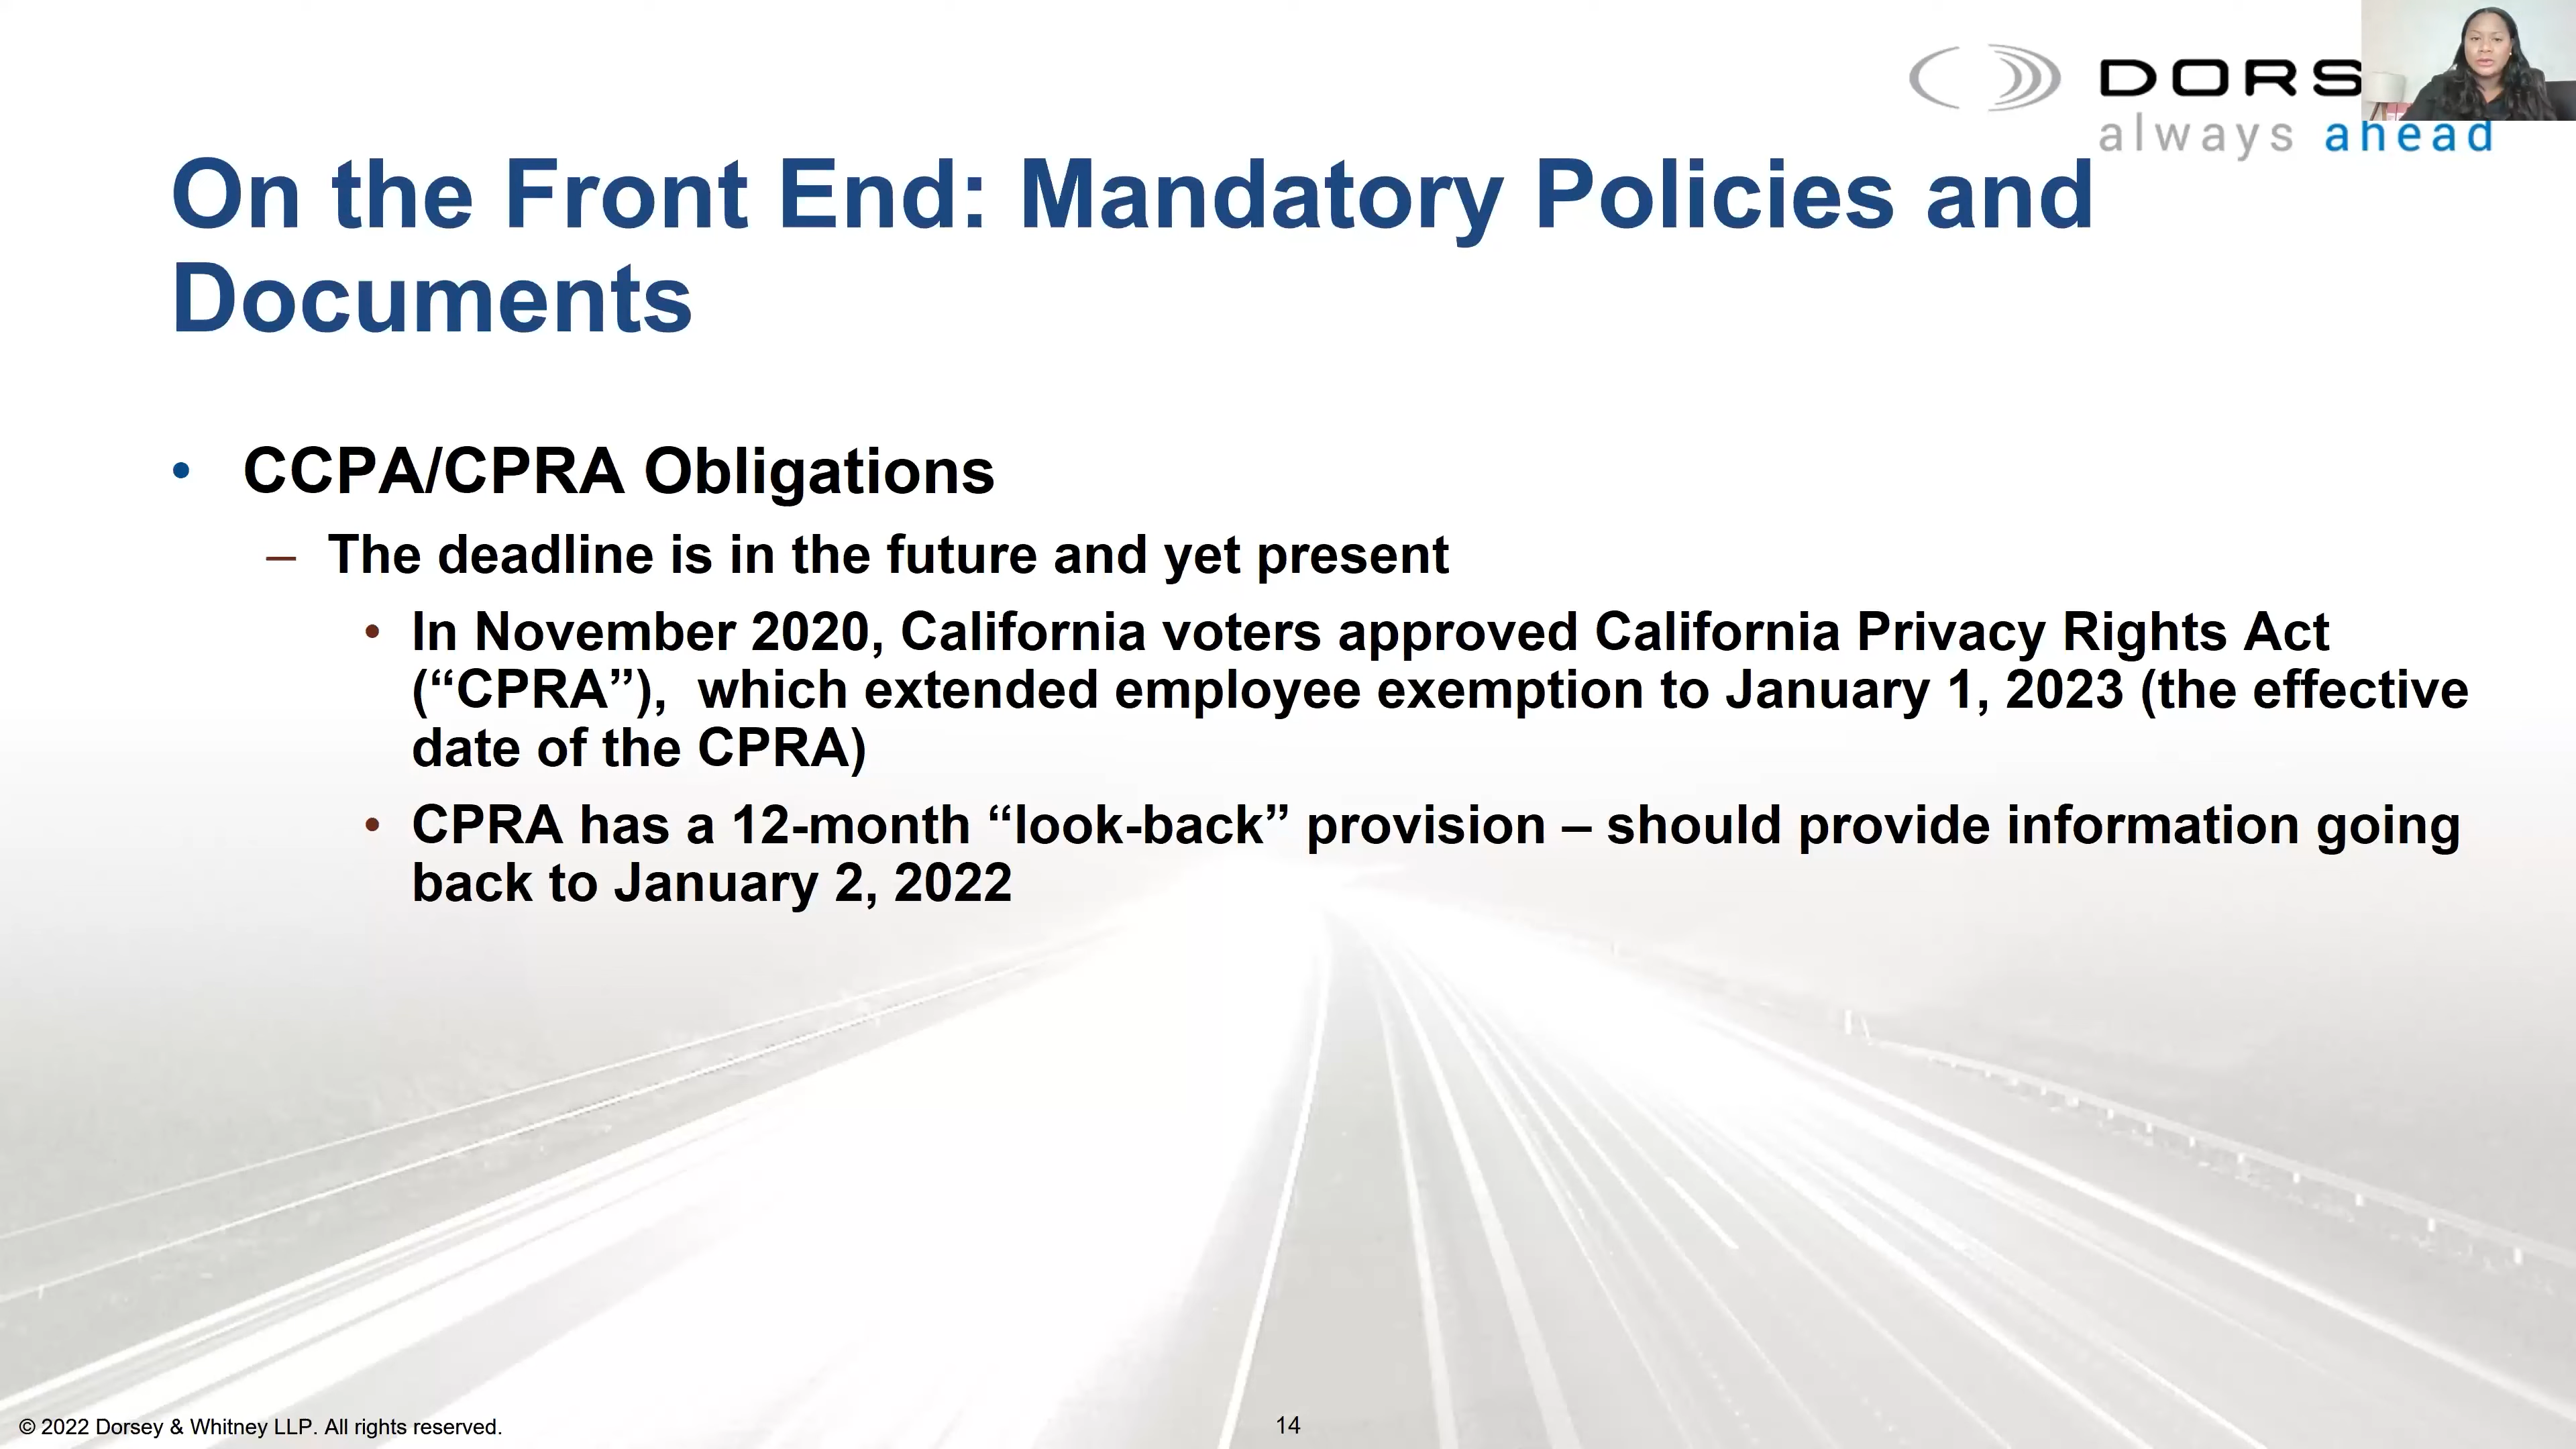 DORS
always ahead
On the Front End: Mandatory Policies and
Documents
• CCPA/CPRA Obligations
– The deadline is in the future and yet present
• In November 2020, California voters approved California Privacy Rights Act
(“CPRA”),  which extended employee exemption to January 1, 2023 (the effective
date of the CPRA)
• CPRA has a 12-month “look-back” provision – should provide information going
back to January 2, 2022
© 2022 Dorsey & Whitney LLP. All rights reserved.
14